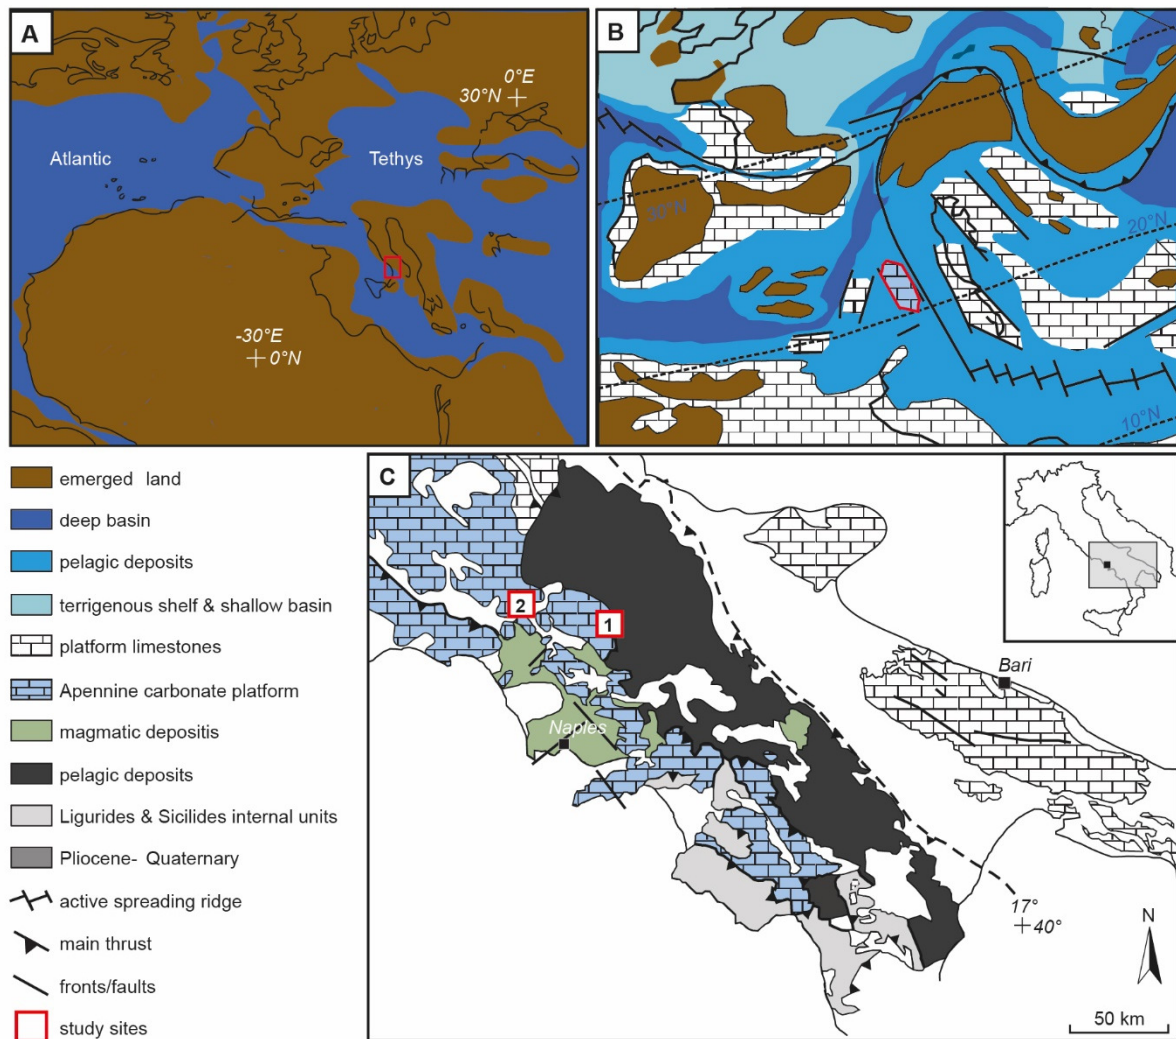 A
0°E
30°N
Atlantic
Tethys
-30°E
0°N
B
30°N
20°N
10°N
emerged land
deep basin
pelagic deposits
terrigenous shelf & shallow basin
platform limestones
Apennine carbonate platform
magmatic depositis
pelagic deposits
Ligurides & Sicilides internal units
Pliocene- Quaternary
active spreading ridge
main thrust
fronts/faults
study sites
C
2
1
Bari
Naples
17°
40°
N
50 km